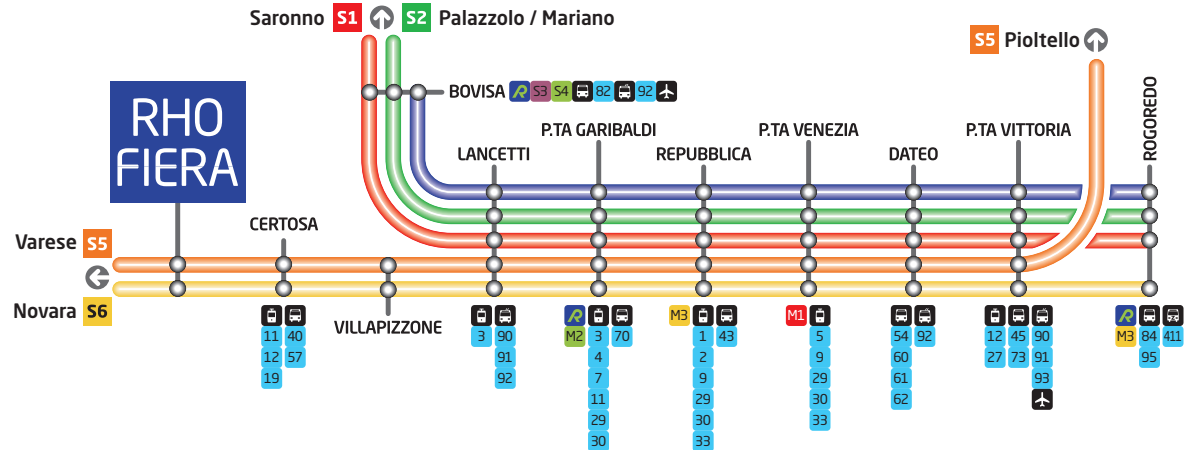 Saronno S1 S2 Palazzolo / Mariano
S5 Pioltello
BOVISA R S3 S4 82 92
RHO
FIERA
P.TA GARIBALDI
P.TA VENEZIA
P.TA VITTORIA
LANCETTI
REPUBBLICA
DATEO
ROGOREDO
CERTOSA
Varese S5
Novara S6
VILLAPIZZONE
11 40
12 57
19
3 90
91
92
R
M2 3 70
4
7
11
29
30
M3
1 43
2
9
29
30
33
M1
5
9
29
30
33
54 92
60
61
62
12 45 90
27 73 91
93
R
M3 84 411
95